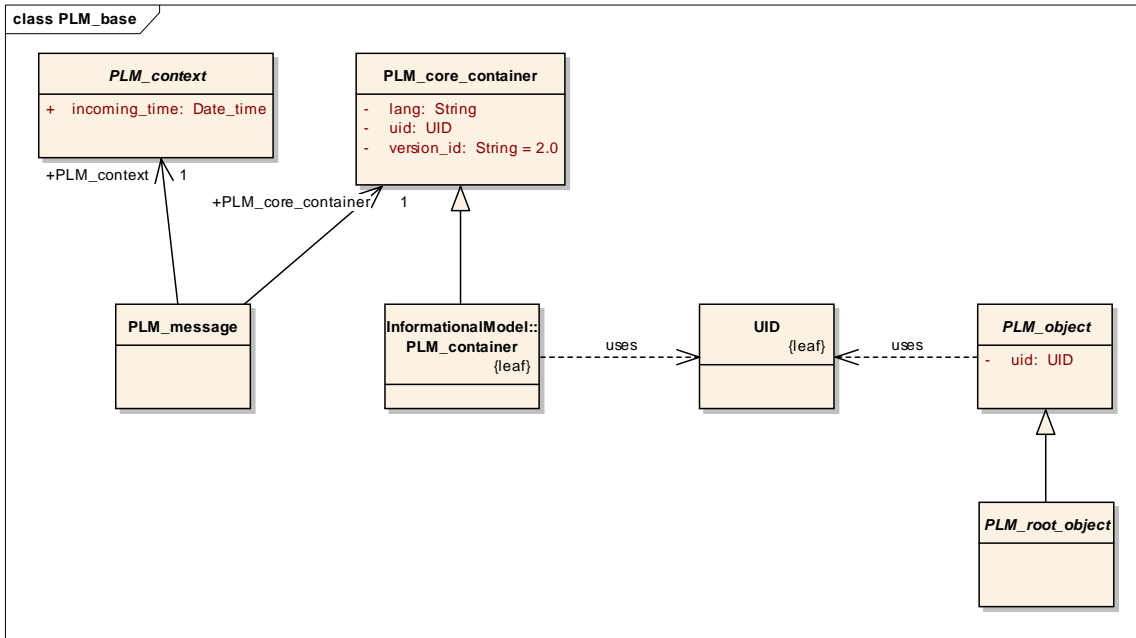 class PLM_base
PLM_context
+ incoming_time: Date_time
PLM_core_container
- lang: String
- uid: UID
- version_id: String = 2.0
+PLM_context 1
+PLM_core_container 1
PLM_message
InformationalModel::
PLM_container
{leaf}
uses
UID
{leaf}
uses
PLM_object
- uid: UID
PLM_root_object